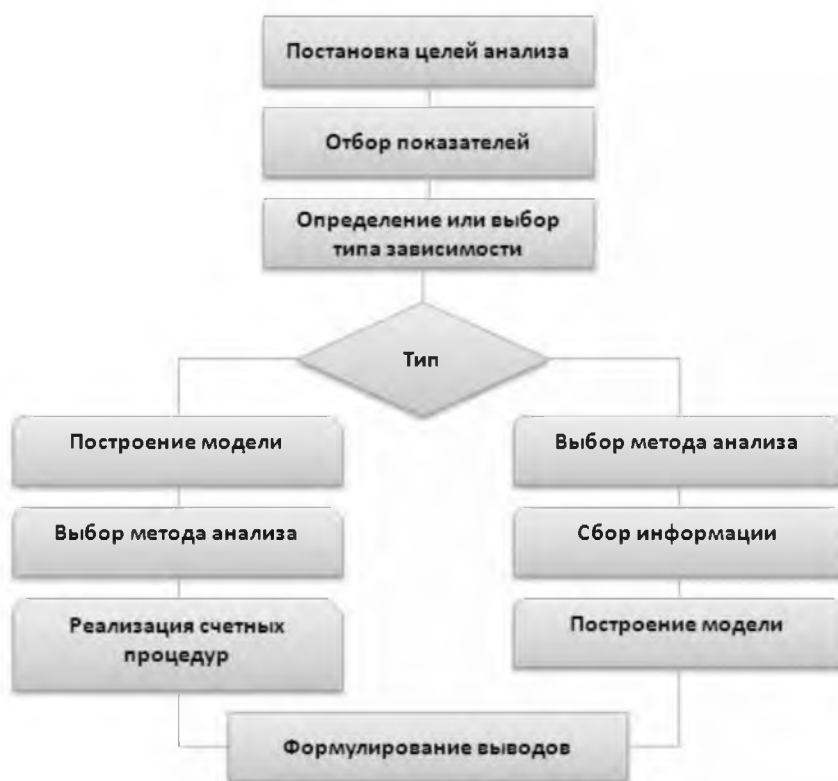 Постановка целей анализа
Отбор показателей
Определение или выбор
типа зависимости
Тип
Построение модели
Выбор метода анализа
Реализация счетных
процедур
Выбор метода анализа
Сбор информации
Построение модели
Формулирование выводов